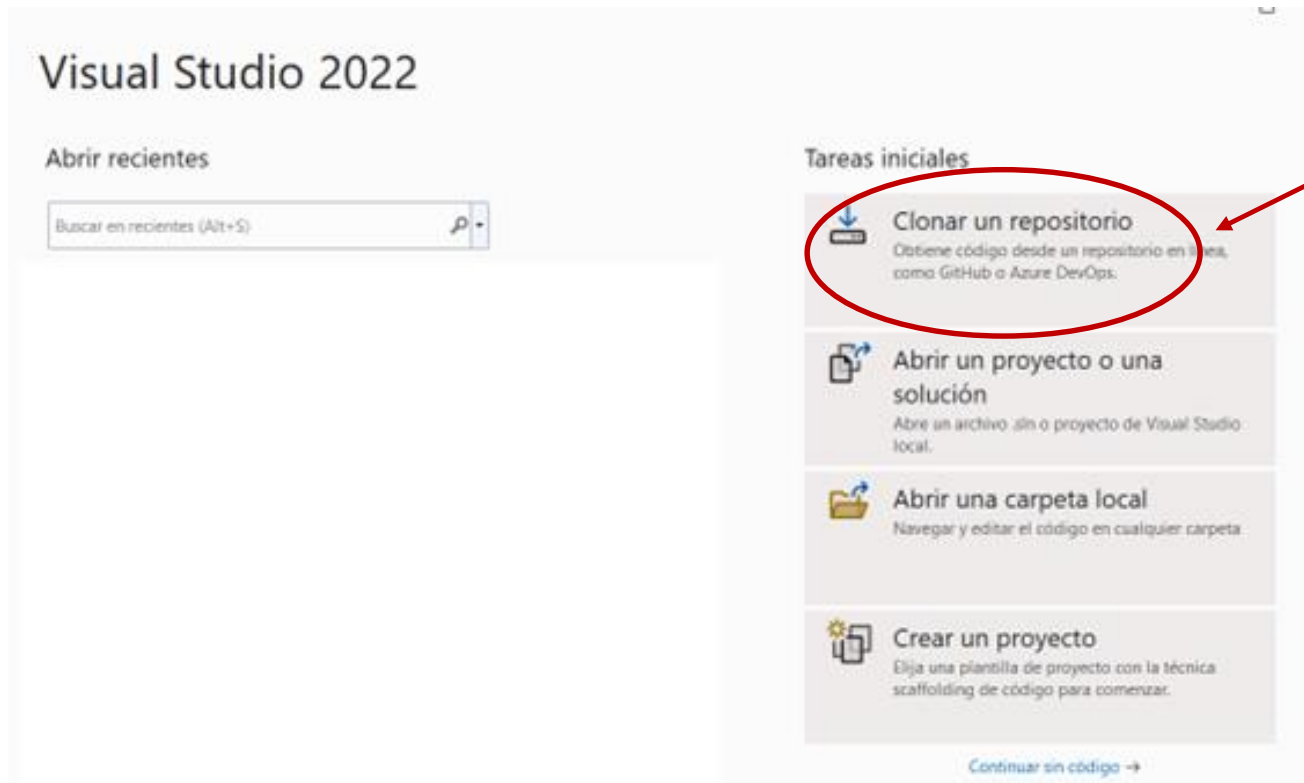 Visual Studio 2022
Abrir recientes
Buscar en recientes (Alt+S)
Tareas iniciales
Clonar un repositorio
Obtiene código desde un repositorio en línea,
como GitHub o Azure DevOps.
Abrir un proyecto o una
solución
Abre un archivo .sln o proyecto de Visual Studio
local.
Abrir una carpeta local
Navegar y editar el código en cualquier carpeta
Crear un proyecto
Elija una plantilla de proyecto con la técnica
scaffolding de código para comenzar.
Continuar sin código →